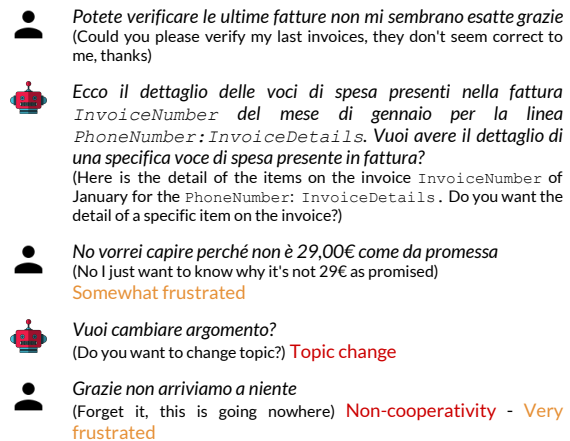 Potete verificare le ultime fatture non mi sembrano esatte grazie
(Could you please verify my last invoices, they don't seem correct to
me, thanks)
Ecco il dettaglio delle voci di spesa presenti nella fattura
InvoiceNumber del mese di gennaio per la linea
PhoneNumber:InvoiceDetails. Vuoi avere il dettaglio di
una specifica voce di spesa presente in fattura?
(Here is the detail of the items on the invoice InvoiceNumber of
January for the PhoneNumber: InvoiceDetails. Do you want the
detail of a specific item on the invoice?)
No vorrei capire perché non è 29,00€ come da promessa
(No I just want to know why it's not 29€ as promised)
Somewhat frustrated
Vuoi cambiare argomento?
(Do you want to change topic?) Topic change
Grazie non arriviamo a niente
(Forget it, this is going nowhere) Non-cooperativity - Very
frustrated